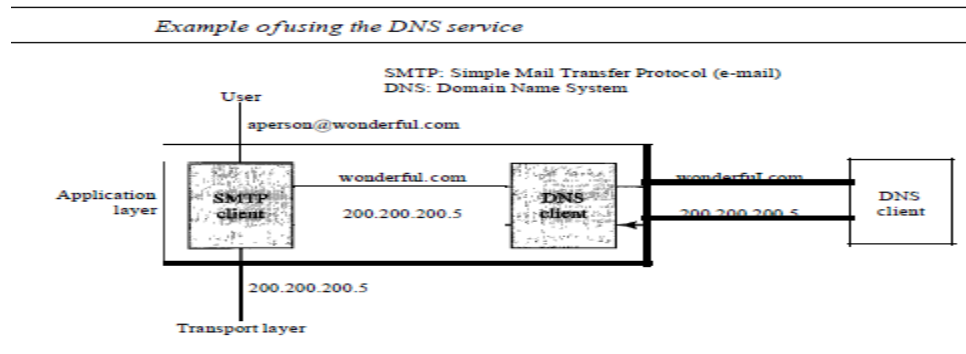 Example ofusing the DNS service
SMTP: Simple Mail Transfer Protocol (e-mail)
DNS: Domain Name System
User
aperson@wonderful.com
Application
layer
SMTP
client
wonderful.com
200.200.200.5
DNS
client
wonderfuI.com
200.200.200.5
DNS
client
200.200.200.5
Transport layer